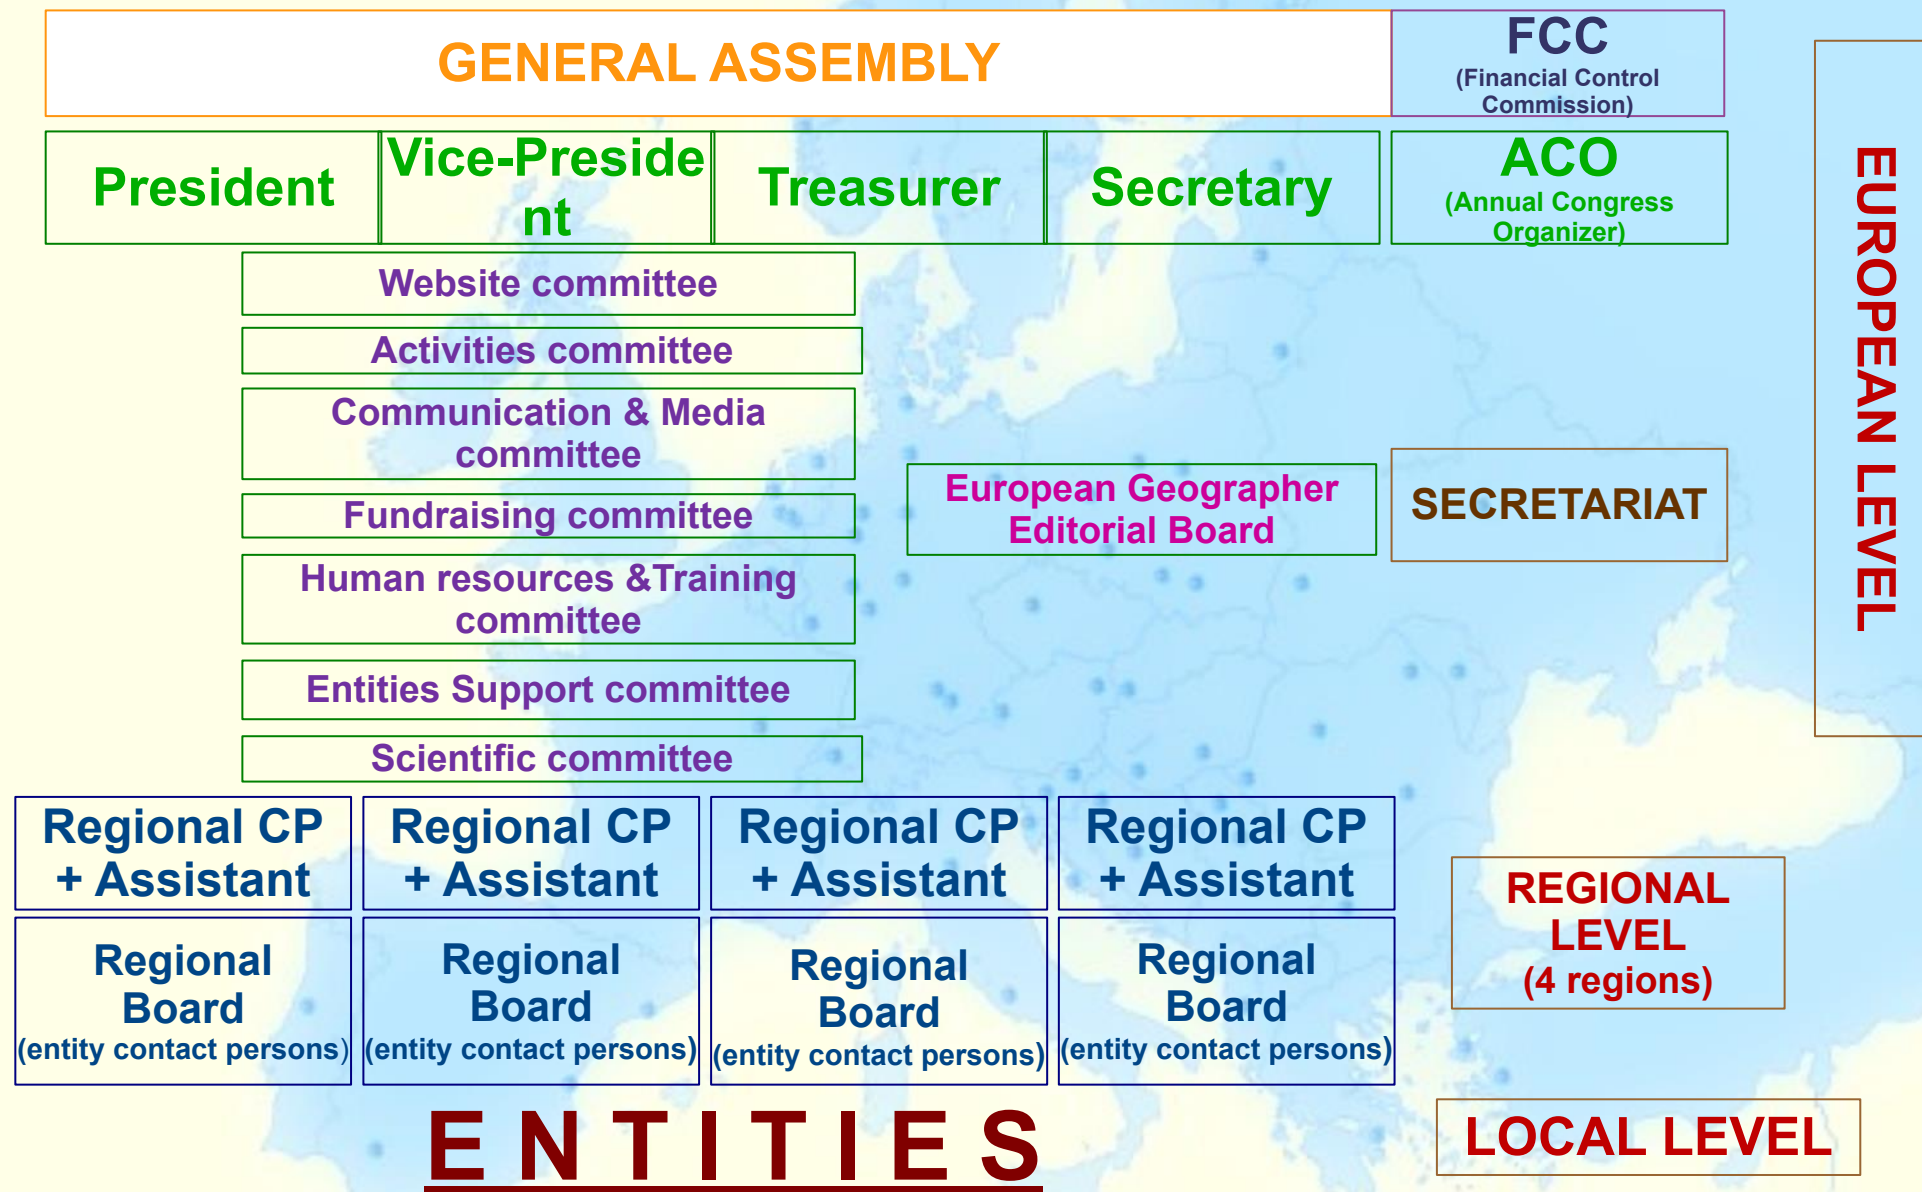 GENERAL ASSEMBLY
FCC
(Financial Control
Commission)
President
Vice-Preside
nt
Treasurer
Secretary
ACO
(Annual Congress
Organizer)
EUROPEAN LEVEL
Website committee
Activities committee
Communication & Media
committee
Fundraising committee
Human resources &Training
committee
Entities Support committee
Scientific committee
European Geographer
Editorial Board
SECRETARIAT
Regional CP
+ Assistant
Regional CP
+ Assistant
Regional CP
+ Assistant
Regional CP
+ Assistant
REGIONAL
LEVEL
(4 regions)
Regional
Board
(entity contact persons)
Regional
Board
(entity contact persons)
Regional
Board
(entity contact persons)
Regional
Board
(entity contact persons)
E N T I T I E S
LOCAL LEVEL